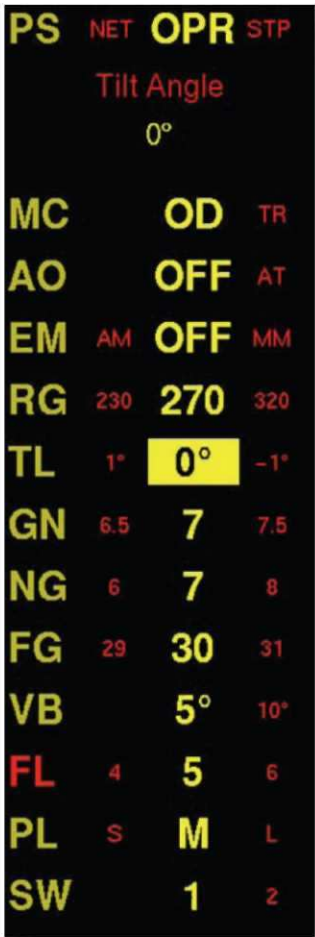 PS NET OPR STP
Tilt Angle
0°
MC OD TR
AO OFF AT
EM AM OFF MM
RG 230 270 320
TL 1° 0° -1°
GN 6.5 7 7.5
NG 6 7 8
FG 29 30 31
VB 5° 10°
FL 4 5 6
PL S M L
SW 1 2